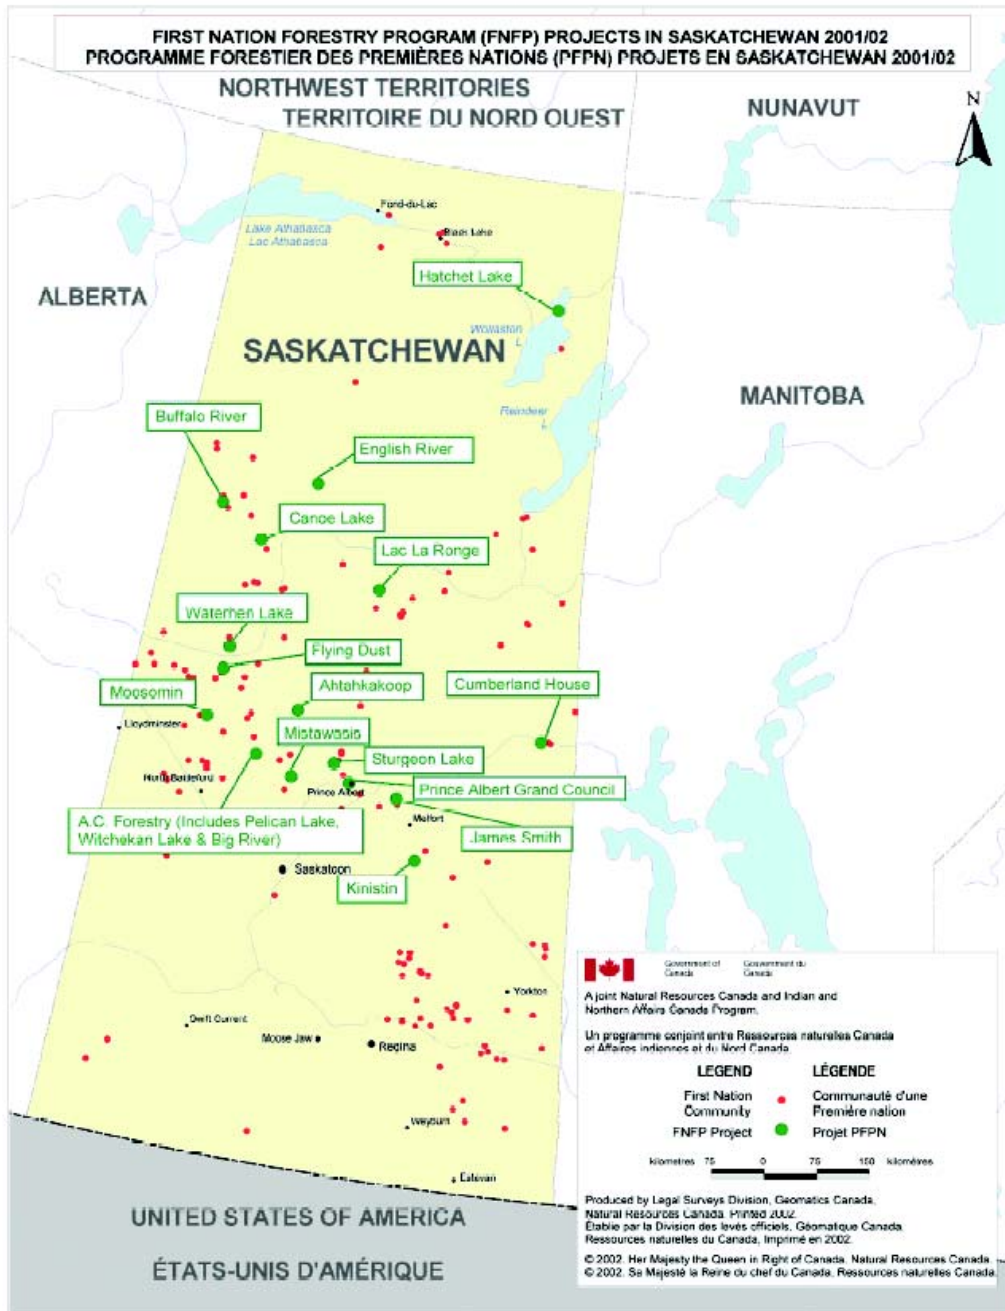 FIRST NATION FORESTRY PROGRAM (FNFP) PROJECTS IN SASKATCHEWAN 2001/02
PROGRAMME FORESTIER DES PREMIÈRES NATIONS (PFPN) PROJETS EN SASKATCHEWAN 2001/02
NORTHWEST TERRITORIES
TERRITOIRE DU NORD OUEST
NUNAVUT
N
Fond-du-Lac
Lake Athabasca
Lac Athabasca
Black Lake
Hatchet Lake
ALBERTA
Wollaston
L
SASKATCHEWAN
MANITOBA
Reindeer
L
Buffalo River
English River
Canoe Lake
Lac La Ronge
Waterhen Lake
Flying Dust
Moosomin
Ahtahkakoop
Cumberland House
Lloydminster
Mistawasis
Sturgeon Lake
North Battleford
Prince Albert
Prince Albert Grand Council
A.C. Forestry (Includes Pelican Lake,
Witchekan Lake & Big River)
Melfort
James Smith
Saskatoon
Kinistin
Yorkton
Swift Current
Moose Jaw
Regina
Weyburn
Estevan
UNITED STATES OF AMERICA
ÉTATS-UNIS D'AMÉRIQUE
Government of
Canada
Gouvernement du
Canada
A joint Natural Resources Canada and Indian and
Northern Affairs Canada Program.
Un programme conjoint entre Ressources naturelles Canada
et Affaires indiennes et du Nord Canada
LEGEND
LÉGENDE
First Nation
Community
Communauté d'une
Première nation
FNFP Project
Projet PFPN
kilometres 75 0 75 150 kilomètres
Produced by Legal Surveys Division, Geomatics Canada,
Natural Resources Canada. Printed 2002.
Établie par la Division des levés officiels, Géomatique Canada,
Ressources naturelles du Canada, Imprimé en 2002.
© 2002. Her Majesty the Queen in Right of Canada, Natural Resources Canada.
© 2002. Sa Majesté la Reine du chef du Canada, Ressources naturelles Canada.